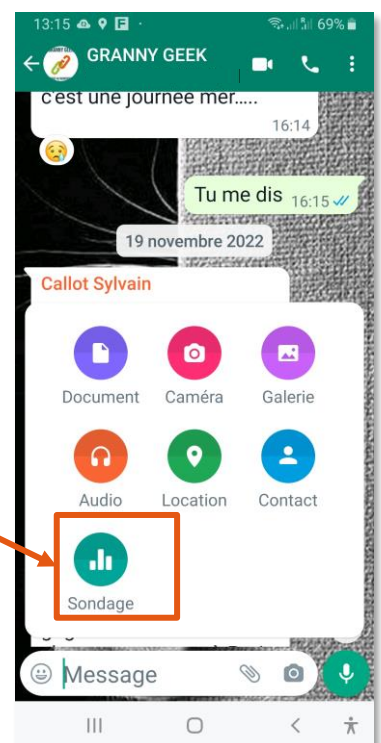 13:15 69%
GRANNY GEEK
c'est une journée mer.....
16:14
Tu me dis 16:15
19 novembre 2022
Callot Sylvain
Document Caméra Galerie
Audio Location Contact
Sondage
Message